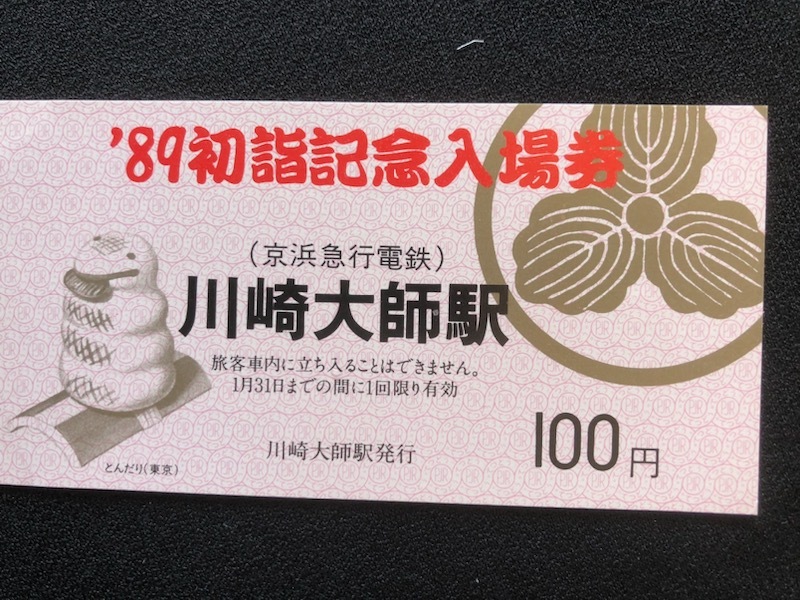 '89初詣記念入場券
(京浜急行電鉄)
川崎大師駅
旅客車内に立ち入ることはできません。
1月31日までの間に1回限り有効
川崎大師駅発行
100円
とんだり(東京)